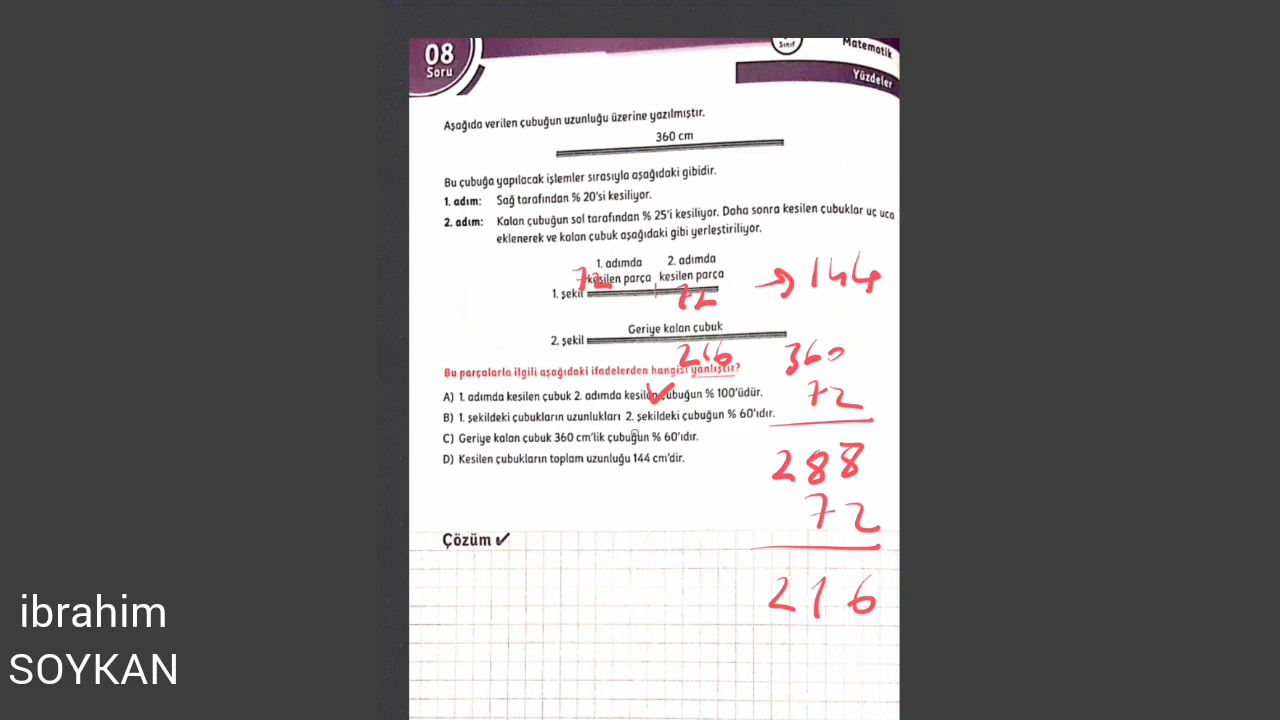 08
Soru
Sınıf
Matematik
Yüzdeler
Aşağıda verilen çubuğun uzunluğu üzerine yazılmıştır.
360 cm
Bu çubuğa yapılacak işlemler sırasıyla aşağıdaki gibidir.
1. adım: Sağ tarafından % 20'si kesiliyor.
2. adım: Kalan çubuğun sol tarafından % 25'i kesiliyor. Daha sonra kesilen çubuklar uç uca
eklenerek ve kalan çubuk aşağıdaki gibi yerleştiriliyor.
1. adımda 2. adımda
kesilen parça kesilen parça
72
1. şekil
72
→ 144
Geriye kalan çubuk
2. şekil
216
Bu parçalarla ilgili aşağıdaki ifadelerden hangisi yanlıştır?
A) 1. adımda kesilen çubuk 2. adımda kesilen çubuğun % 100'üdür.
B) 1. şekildeki çubukların uzunlukları 2. şekildeki çubuğun % 60'ıdır.
C) Geriye kalan çubuk 360 cm'lik çubuğun % 60'ıdır.
D) Kesilen çubukların toplam uzunluğu 144 cm'dir.
360
72
288
72
216
Çözüm ✓
ibrahim
SOYKAN